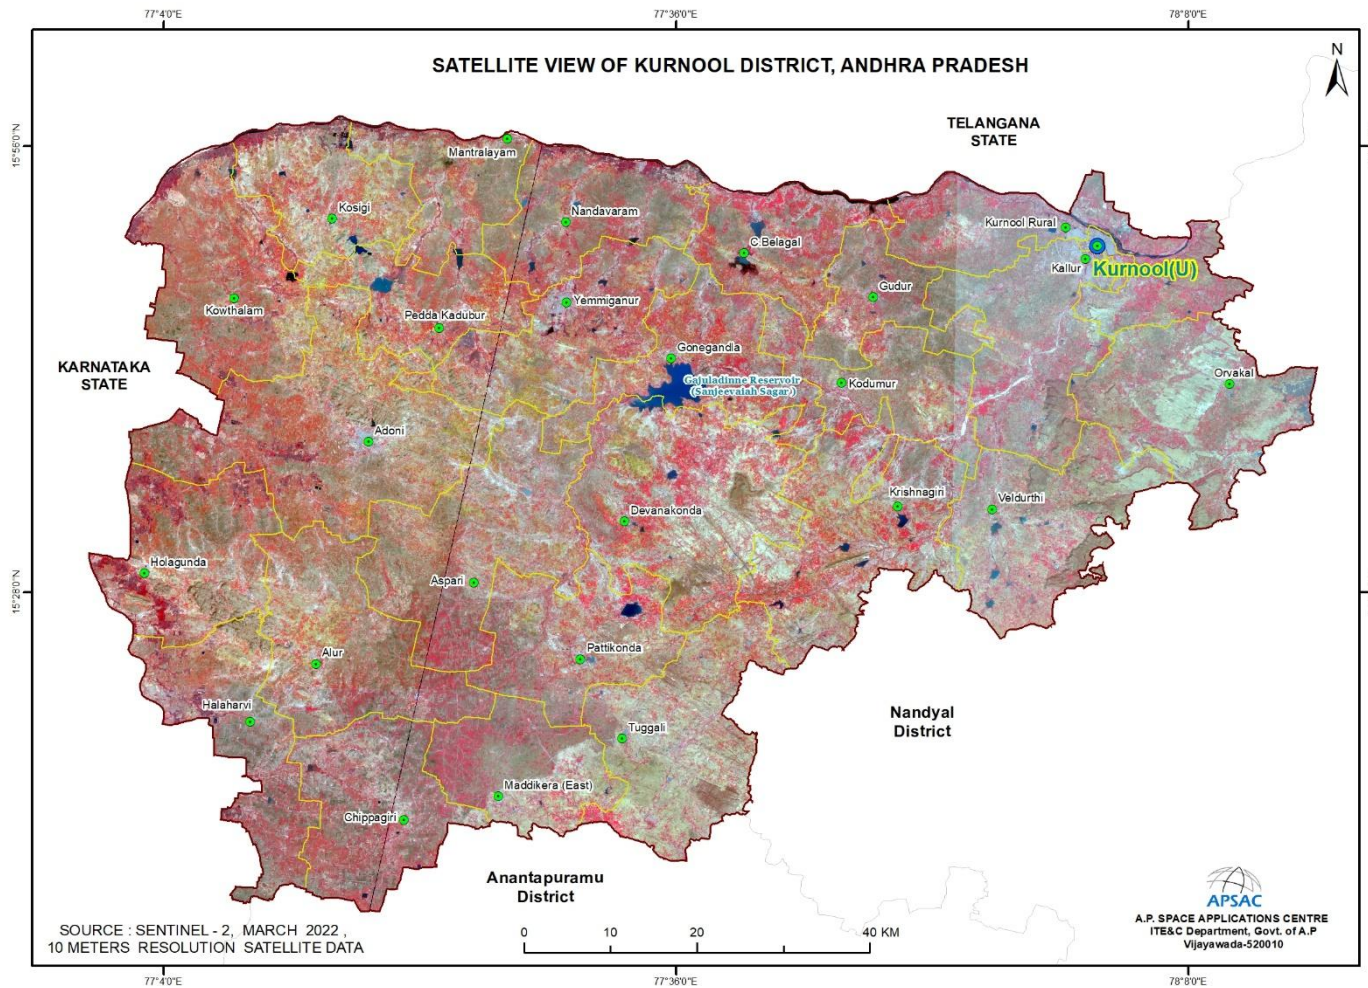 77°4'0"E
77°36'0"E
78°8'0"E
SATELLITE VIEW OF KURNOOL DISTRICT, ANDHRA PRADESH
N
TELANGANA
STATE
15°56'0"N
Mantralayam
Kosigi
Nandavaram
Kurnool Rural
C.Belagal
Kallur
Kurnool(U)
Kowthalam
Yemmiganur
Gudur
Pedda Kadubur
Gonegandla
KARNATAKA
STATE
Gajuladinne Reservoir
(Sanjeevaiah Sagar)
Kodumur
Orvakal
Adoni
Krishnagiri
Veldurthi
Devanakonda
Holagunda
Aspari
15°28'0"N
Alur
Pattikonda
Halaharvi
Tuggali
Nandyal
District
Maddikera (East)
Chippagiri
Anantapuramu
District
APSAC
A.P. SPACE APPLICATIONS CENTRE
ITE&C Department, Govt. of A.P
Vijayawada-520010
SOURCE : SENTINEL - 2, MARCH 2022 ,
10 METERS RESOLUTION SATELLITE DATA
0 10 20 40 KM
77°4'0"E
77°36'0"E
78°8'0"E